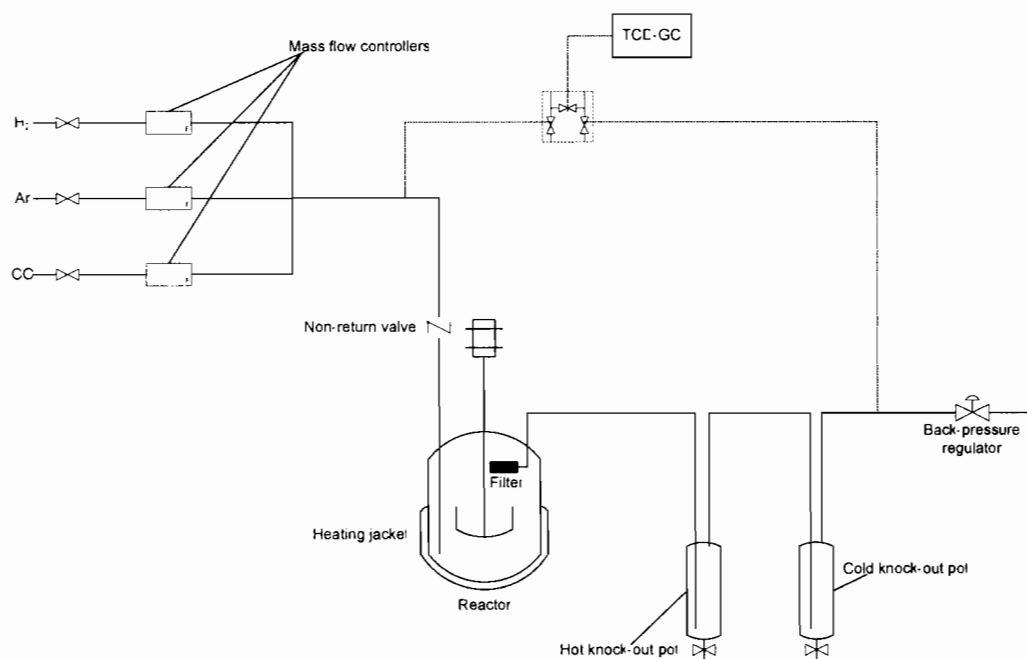 TCD-GC
Mass flow controllers
H₂
Ar
CO
Non-return valve
Back-pressure
regulator
Filter
Heating jacket
Reactor
Cold knock-out pot
Hot knock-out pot